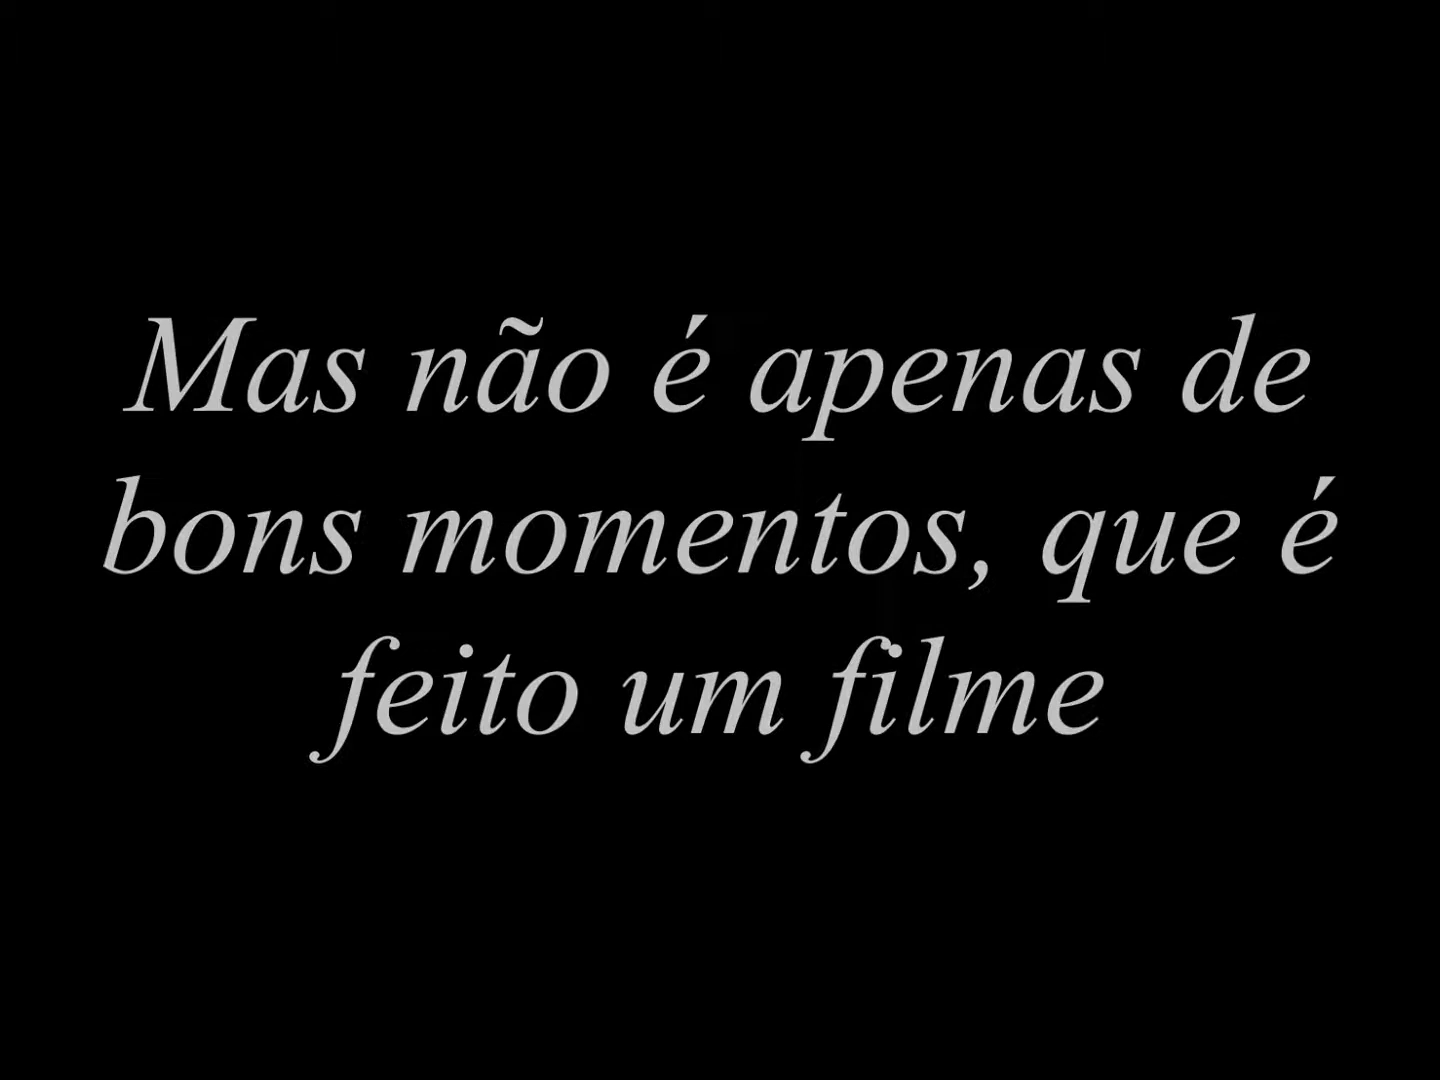 Mas não é apenas de
bons momentos, que é
feito um filme